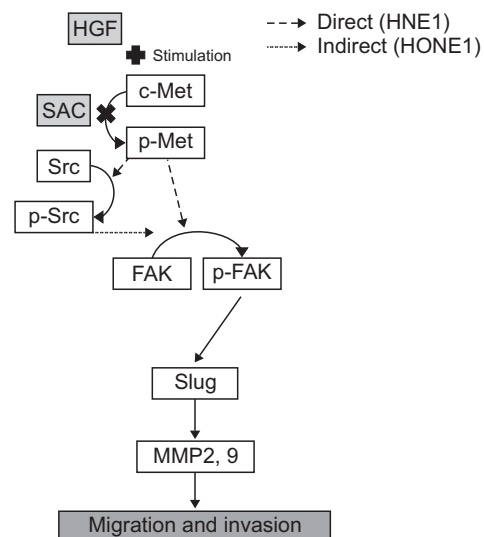 HGF
Direct (HNE1)
Indirect (HONE1)
Stimulation
c-Met
SAC
p-Met
Src
p-Src
FAK
p-FAK
Slug
MMP2, 9
Migration and invasion